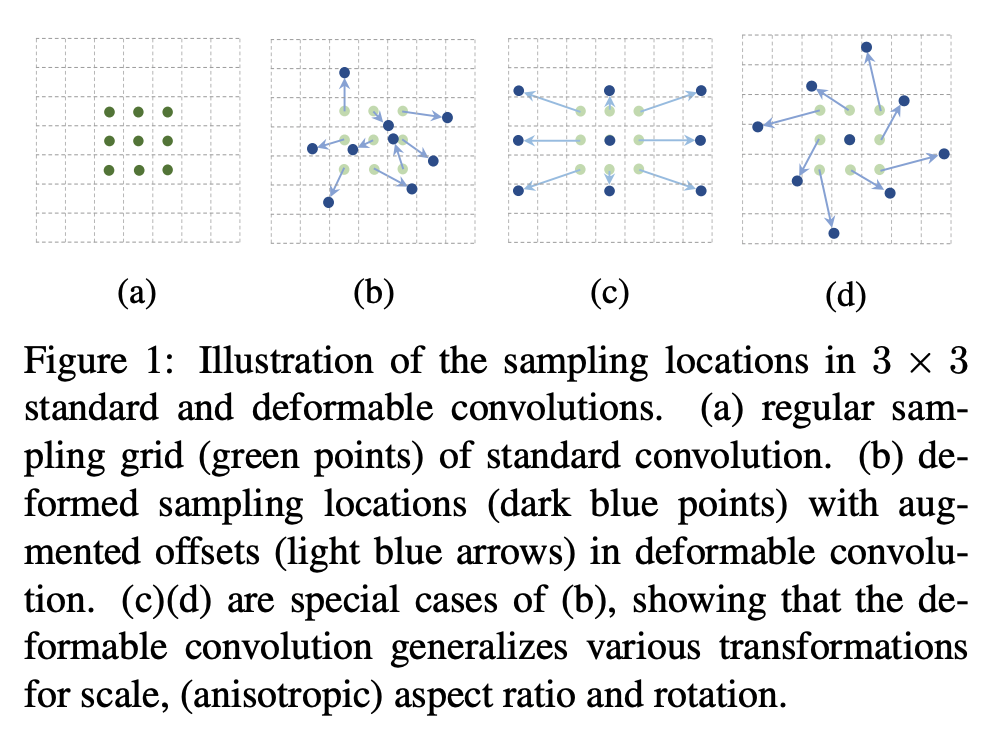 (a) (b) (c) (d)
Figure 1: Illustration of the sampling locations in 3 × 3
standard and deformable convolutions. (a) regular sam-
pling grid (green points) of standard convolution. (b) de-
formed sampling locations (dark blue points) with aug-
mented offsets (light blue arrows) in deformable convolu-
tion. (c)(d) are special cases of (b), showing that the de-
formable convolution generalizes various transformations
for scale, (anisotropic) aspect ratio and rotation.